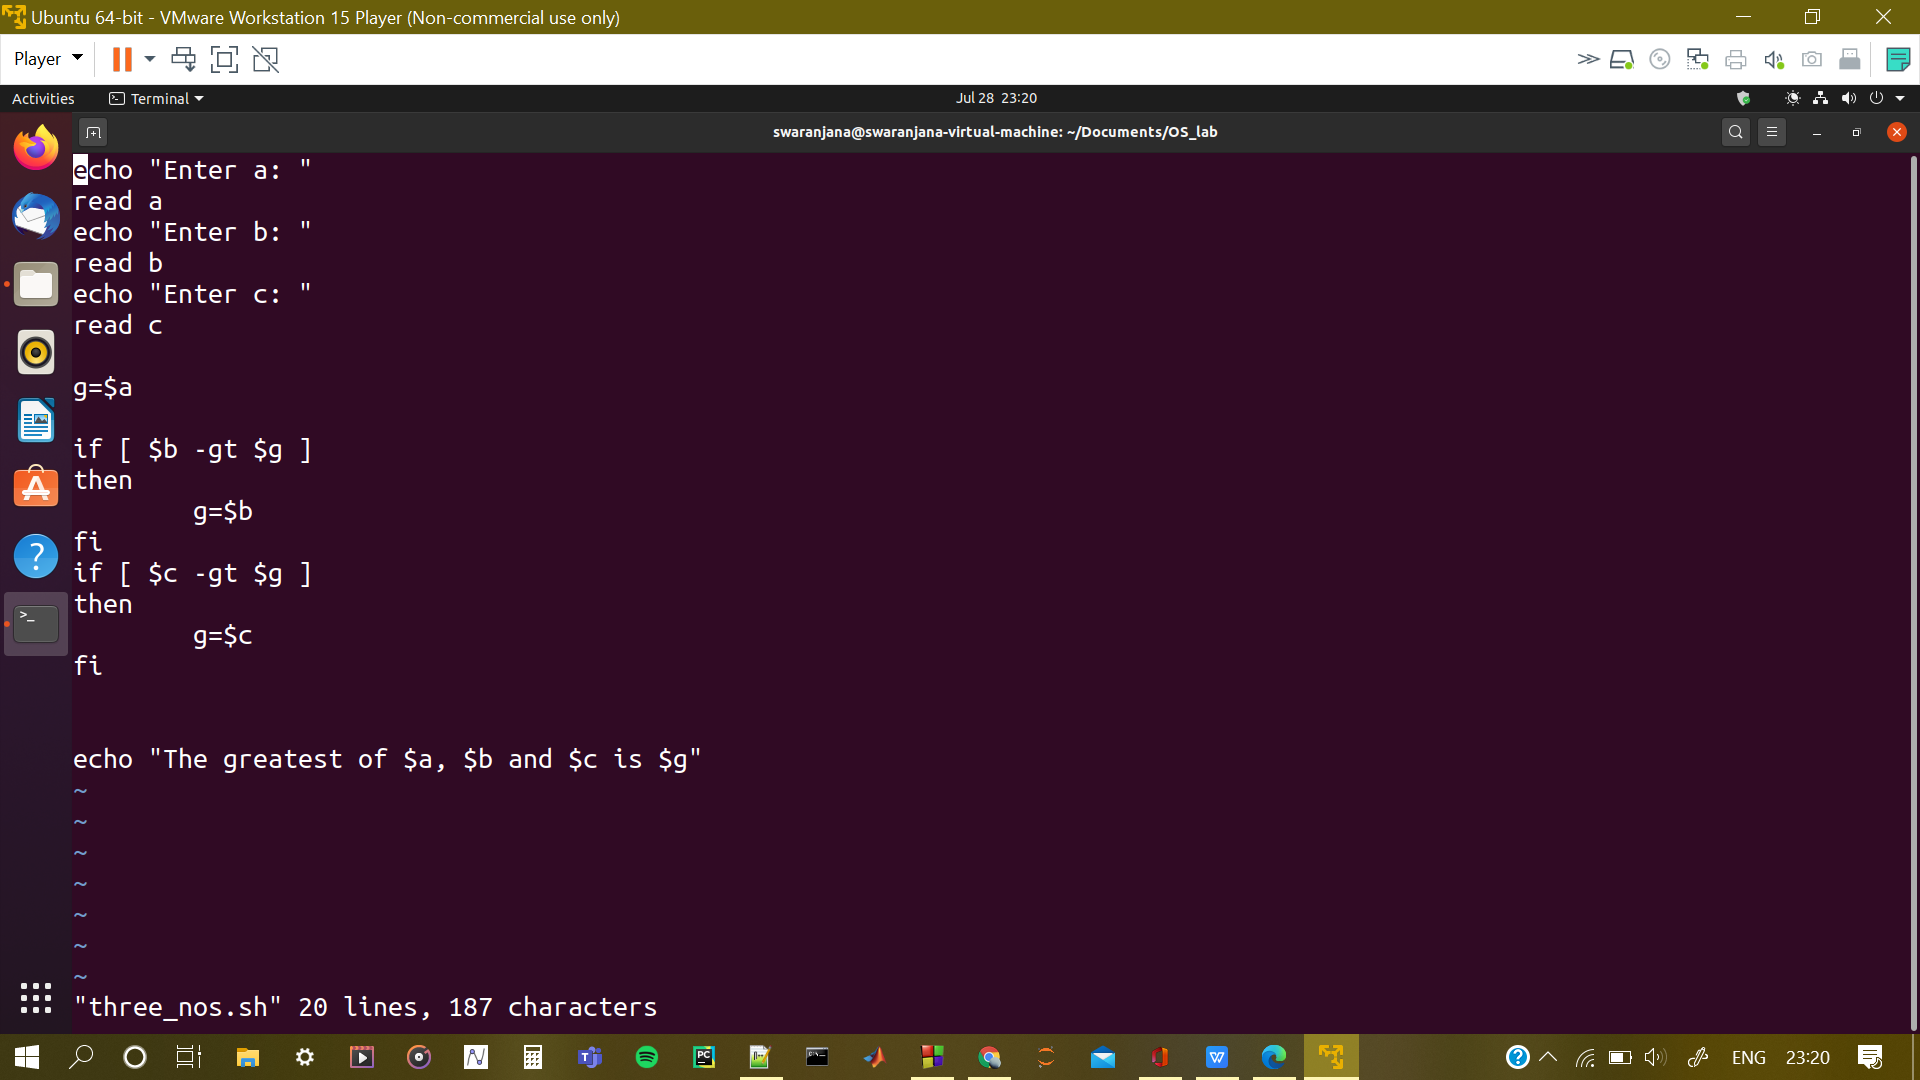 Ubuntu 64-bit - VMware Workstation 15 Player (Non-commercial use only)
Player
Activities
Terminal
Jul 28 23:20
swaranjana@swaranjana-virtual-machine: ~/Documents/OS_lab
echo "Enter a: "
read a
echo "Enter b: "
read b
echo "Enter c: "
read c
g=$a
if [ $b -gt $g ]
then
g=$b
fi
if [ $c -gt $g ]
then
g=$c
fi
echo "The greatest of $a, $b and $c is $g"
~
~
~
~
~
~
~
"three_nos.sh" 20 lines, 187 characters
ENG
23:20